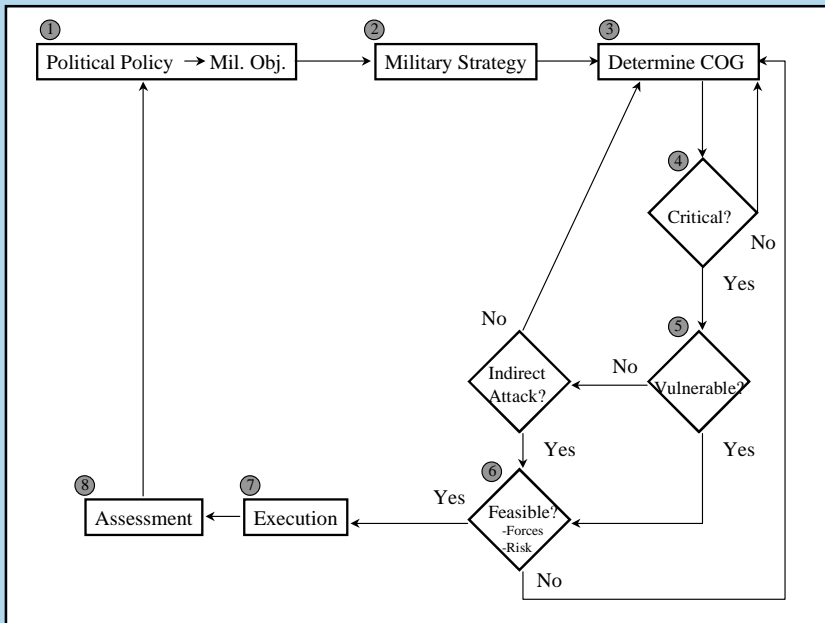 1
Political Policy → Mil. Obj.
2
Military Strategy
3
Determine COG
4
Critical?
No
Yes
5
Vulnerable?
No
Yes
Indirect
Attack?
No
Yes
6
Feasible?
-Forces
-Risk
Yes
No
7
Execution
8
Assessment